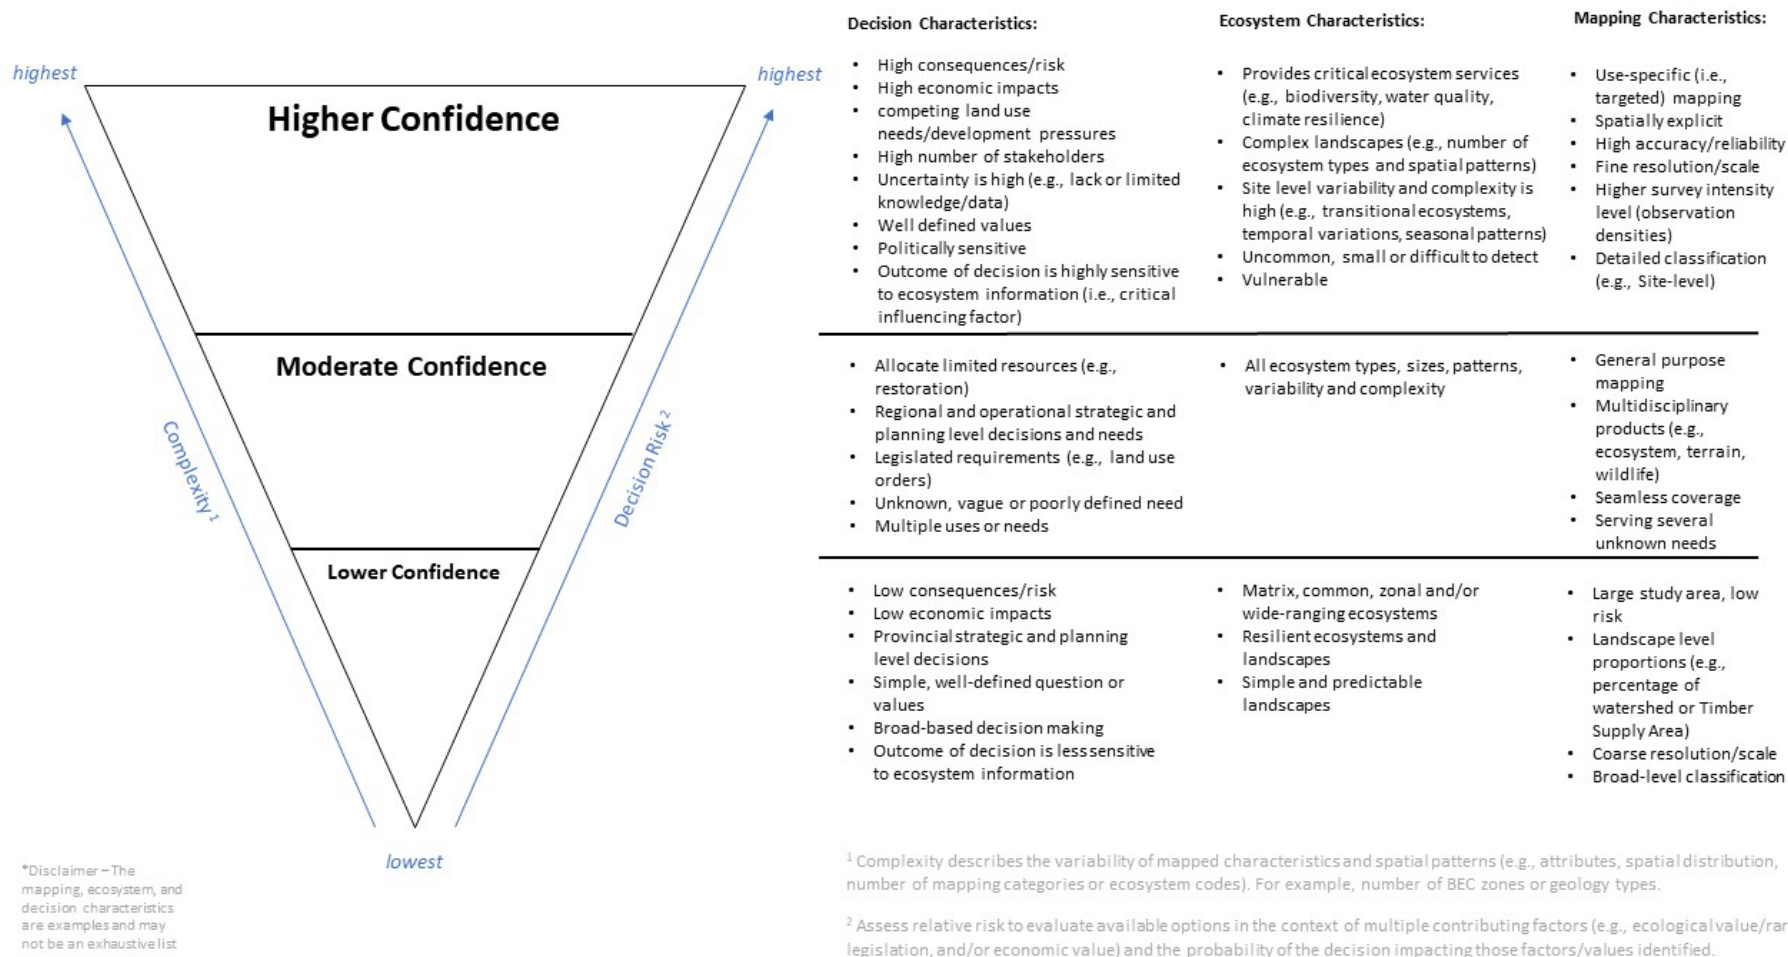 highest
highest
Higher Confidence
Moderate Confidence
Lower Confidence
Complexity 1
Decision Risk 2
lowest
*Disclaimer – The
mapping, ecosystem, and
decision characteristics
are examples and may
not be an exhaustive list
Decision Characteristics:
• High consequences/risk
• High economic impacts
• competing land use
needs/development pressures
• High number of stakeholders
• Uncertainty is high (e.g., lack or limited
knowledge/data)
• Well defined values
• Politically sensitive
• Outcome of decision is highly sensitive
to ecosystem information (i.e., critical
influencing factor)
Ecosystem Characteristics:
• Provides critical ecosystem services
(e.g., biodiversity, water quality,
climate resilience)
• Complex landscapes (e.g., number of
ecosystem types and spatial patterns)
• Site level variability and complexity is
high (e.g., transitional ecosystems,
temporal variations, seasonal patterns)
• Uncommon, small or difficult to detect
• Vulnerable
Mapping Characteristics:
• Use-specific (i.e.,
targeted) mapping
• Spatially explicit
• High accuracy/reliability
• Fine resolution/scale
• Higher survey intensity
level (observation
densities)
• Detailed classification
(e.g., Site-level)
• Allocate limited resources (e.g.,
restoration)
• Regional and operational strategic and
planning level decisions and needs
• Legislated requirements (e.g., land use
orders)
• Unknown, vague or poorly defined need
• Multiple uses or needs
• All ecosystem types, sizes, patterns,
variability and complexity
• General purpose
mapping
• Multidisciplinary
products (e.g.,
ecosystem, terrain,
wildlife)
• Seamless coverage
• Serving several
unknown needs
• Low consequences/risk
• Low economic impacts
• Provincial strategic and planning
level decisions
• Simple, well-defined question or
values
• Broad-based decision making
• Outcome of decision is less sensitive
to ecosystem information
• Matrix, common, zonal and/or
wide-ranging ecosystems
• Resilient ecosystems and
landscapes
• Simple and predictable
landscapes
• Large study area, low
risk
• Landscape level
proportions (e.g.,
percentage of
watershed or Timber
Supply Area)
• Coarse resolution/scale
• Broad-level classification
1 Complexity describes the variability of mapped characteristics and spatial patterns (e.g., attributes, spatial distribution,
number of mapping categories or ecosystem codes). For example, number of BEC zones or geology types.
2 Assess relative risk to evaluate available options in the context of multiple contributing factors (e.g., ecological value/rar
legislation, and/or economic value) and the probability of the decision impacting those factors/values identified.